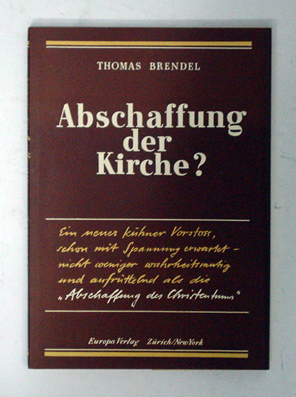 THOMAS BRENDEL
Abschaffung
der
Kirche?
Ein neuer kühner Vorstoss,
schon mit Spannung erwartet –
nicht weniger wahrheitsmutig
und aufrüttelnd als die
„Abschaffung des Christentums"
Europa Verlag Zürich/New York